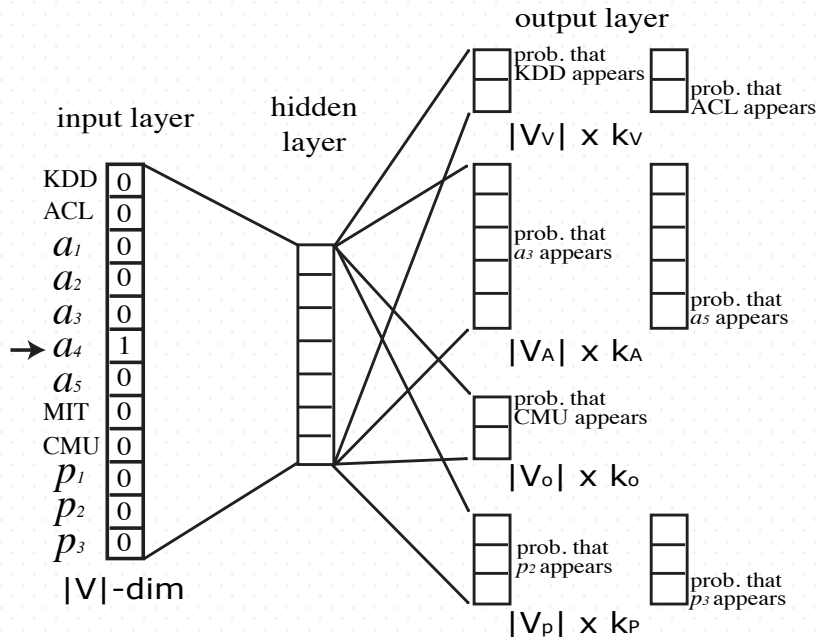 output layer
prob. that
KDD appears
prob. that
ACL appears
|Vv| x kv
input layer
hidden
layer
KDD 0
ACL 0
a1 0
a2 0
a3 0
a4 1
a5 0
MIT 0
CMU 0
p1 0
p2 0
p3 0
|V|-dim
prob. that
a3 appears
prob. that
a5 appears
|VA| x kA
prob. that
CMU appears
|Vo| x ko
prob. that
p2 appears
prob. that
p3 appears
|Vp| x kP